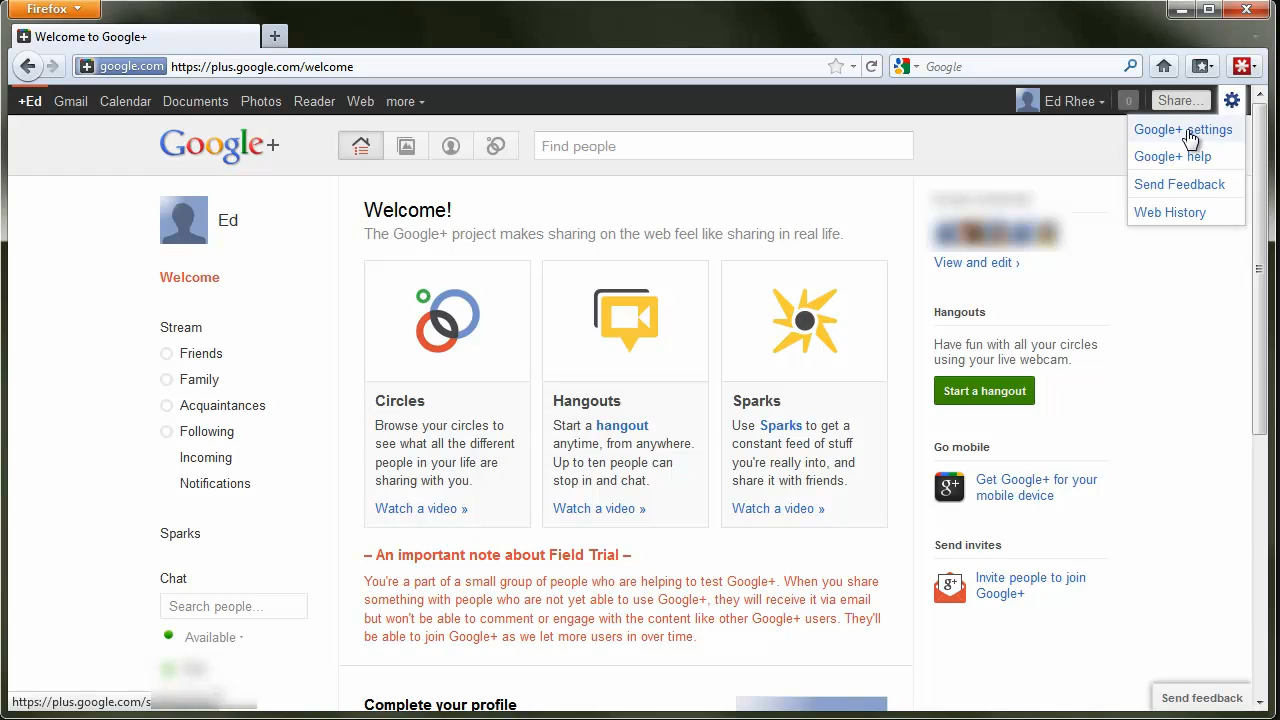 Firefox
Welcome to Google+
google.com https://plus.google.com/welcome
Google
+Ed Gmail Calendar Documents Photos Reader Web more
Ed Rhee 0 Share...
Google+
Find people
Google+ settings
Google+ help
Send Feedback
Web History
Ed
Welcome
Stream
Friends
Family
Acquaintances
Following
Incoming
Notifications
Sparks
Chat
Search people...
Available
Welcome!
The Google+ project makes sharing on the web feel like sharing in real life.
Circles
Browse your circles to
see what all the different
people in your life are
sharing with you.
Watch a video »
Hangouts
Start a hangout
anytime, from anywhere.
Up to ten people can
stop in and chat.
Watch a video »
Sparks
Use Sparks to get a
constant feed of stuff
you're really into, and
share it with friends.
Watch a video »
– An important note about Field Trial –
You're a part of a small group of people who are helping to test Google+. When you share
something with people who are not yet able to use Google+, they will receive it via email
but won't be able to comment or engage with the content like other Google+ users. They'll
be able to join Google+ as we let more users in over time.
Complete your profile
View and edit ›
Hangouts
Have fun with all your circles
using your live webcam.
Start a hangout
Go mobile
g+
Get Google+ for your
mobile device
Send invites
g+
Invite people to join
Google+
Send feedback
https://plus.google.com/s